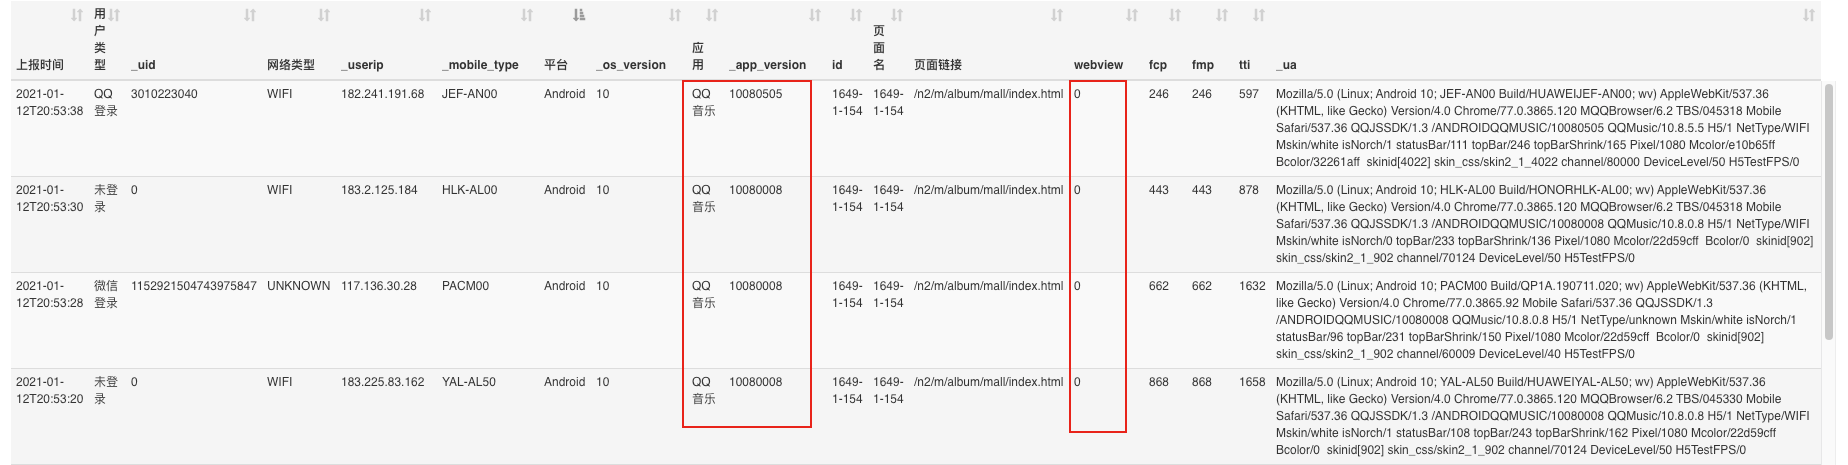 上报时间 用户类型 _uid 网络类型 _userip _mobile_type 平台 _os_version 应用 _app_version id 页面名 页面链接 webview fcp fmp tti _ua
2021-01- QQ 3010223040 WIFI 182.241.191.68 JEF-AN00 Android 10 QQ 10080505 1649- 1649- /n2/m/album/mall/index.html 0 246 246 597 Mozilla/5.0 (Linux; Android 10; JEF-AN00 Build/HUAWEIJEF-AN00; wv) AppleWebKit/537.36
12T20:53:38 登录 音乐 1-154 1-154 (KHTML, like Gecko) Version/4.0 Chrome/77.0.3865.120 MQQBrowser/6.2 TBS/045318 Mobile
Safari/537.36 QQJSSDK/1.3 /ANDROIDQQMUSIC/10080505 QQMusic/10.8.5.5 H5/1 NetType/WIFI
Mskin/white isNorch/1 statusBar/111 topBar/246 topBarShrink/165 Pixel/1080 Mcolor/e10b65ff
Bcolor/32261aff skinid[4022] skin_css/skin2_1_4022 channel/80000 DeviceLevel/50 H5TestFPS/0
2021-01- 未登 0 WIFI 183.2.125.184 HLK-AL00 Android 10 QQ 10080008 1649- 1649- /n2/m/album/mall/index.html 0 443 443 878 Mozilla/5.0 (Linux; Android 10; HLK-AL00 Build/HONORHLK-AL00; wv) AppleWebKit/537.36
12T20:53:30 录 音乐 1-154 1-154 (KHTML, like Gecko) Version/4.0 Chrome/77.0.3865.120 MQQBrowser/6.2 TBS/045318 Mobile
Safari/537.36 QQJSSDK/1.3 /ANDROIDQQMUSIC/10080008 QQMusic/10.8.0.8 H5/1 NetType/WIFI
Mskin/white isNorch/0 topBar/233 topBarShrink/136 Pixel/1080 Mcolor/22d59cff Bcolor/0 skinid[902]
skin_css/skin2_1_902 channel/70124 DeviceLevel/50 H5TestFPS/0
2021-01- 微信 1152921504743975847 UNKNOWN 117.136.30.28 PACM00 Android 10 QQ 10080008 1649- 1649- /n2/m/album/mall/index.html 0 662 662 1632 Mozilla/5.0 (Linux; Android 10; PACM00 Build/QP1A.190711.020; wv) AppleWebKit/537.36 (KHTML,
12T20:53:28 登录 音乐 1-154 1-154 like Gecko) Version/4.0 Chrome/77.0.3865.92 Mobile Safari/537.36 QQJSSDK/1.3
/ANDROIDQQMUSIC/10080008 QQMusic/10.8.0.8 H5/1 NetType/unknown Mskin/white isNorch/1
statusBar/96 topBar/231 topBarShrink/150 Pixel/1080 Mcolor/22d59cff Bcolor/0 skinid[902]
skin_css/skin2_1_902 channel/60009 DeviceLevel/40 H5TestFPS/0
2021-01- 未登 0 WIFI 183.225.83.162 YAL-AL50 Android 10 QQ 10080008 1649- 1649- /n2/m/album/mall/index.html 0 868 868 1658 Mozilla/5.0 (Linux; Android 10; YAL-AL50 Build/HUAWEIYAL-AL50; wv) AppleWebKit/537.36
12T20:53:20 录 音乐 1-154 1-154 (KHTML, like Gecko) Version/4.0 Chrome/77.0.3865.120 MQQBrowser/6.2 TBS/045330 Mobile
Safari/537.36 QQJSSDK/1.3 /ANDROIDQQMUSIC/10080008 QQMusic/10.8.0.8 H5/1 NetType/WIFI
Mskin/white isNorch/1 statusBar/108 topBar/243 topBarShrink/162 Pixel/1080 Mcolor/22d59cff
Bcolor/0 skinid[902] skin_css/skin2_1_902 channel/70124 DeviceLevel/50 H5TestFPS/0